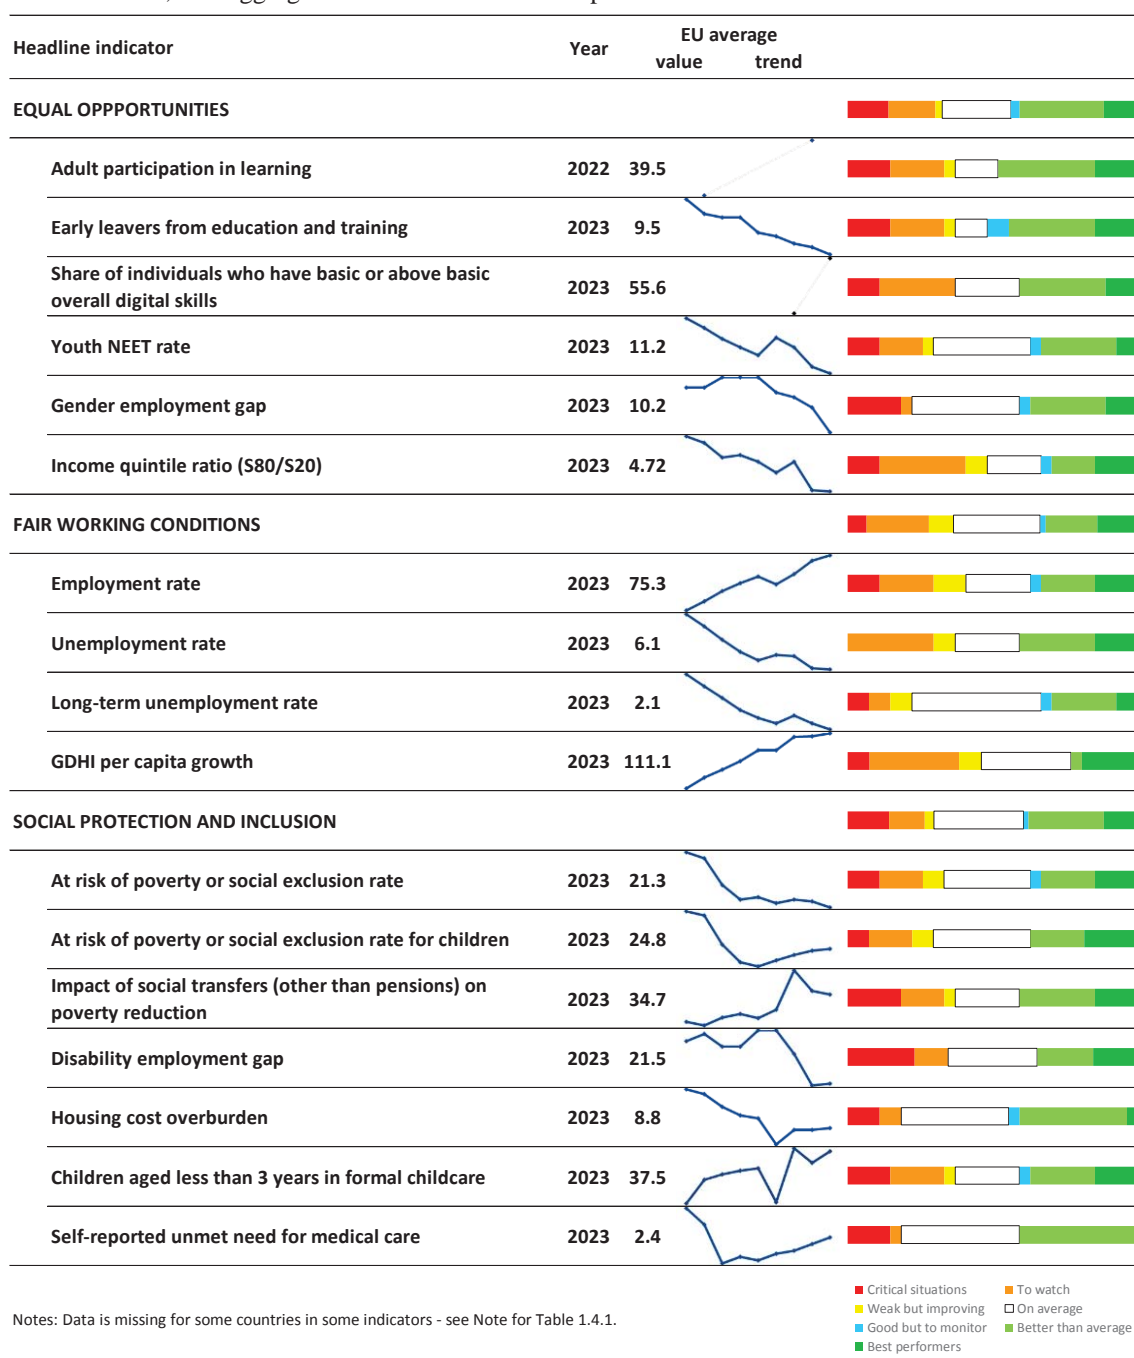 Headline indicator Year EU average
value trend
EQUAL OPPPORTUNITIES
Adult participation in learning 2022 39.5
Early leavers from education and training 2023 9.5
Share of individuals who have basic or above basic
overall digital skills 2023 55.6
Youth NEET rate 2023 11.2
Gender employment gap 2023 10.2
Income quintile ratio (S80/S20) 2023 4.72
FAIR WORKING CONDITIONS
Employment rate 2023 75.3
Unemployment rate 2023 6.1
Long-term unemployment rate 2023 2.1
GDHI per capita growth 2023 111.1
SOCIAL PROTECTION AND INCLUSION
At risk of poverty or social exclusion rate 2023 21.3
At risk of poverty or social exclusion rate for children 2023 24.8
Impact of social transfers (other than pensions) on
poverty reduction 2023 34.7
Disability employment gap 2023 21.5
Housing cost overburden 2023 8.8
Children aged less than 3 years in formal childcare 2023 37.5
Self-reported unmet need for medical care 2023 2.4
Critical situations To watch
Weak but improving On average
Good but to monitor Better than average
Best performers
Notes: Data is missing for some countries in some indicators - see Note for Table 1.4.1.